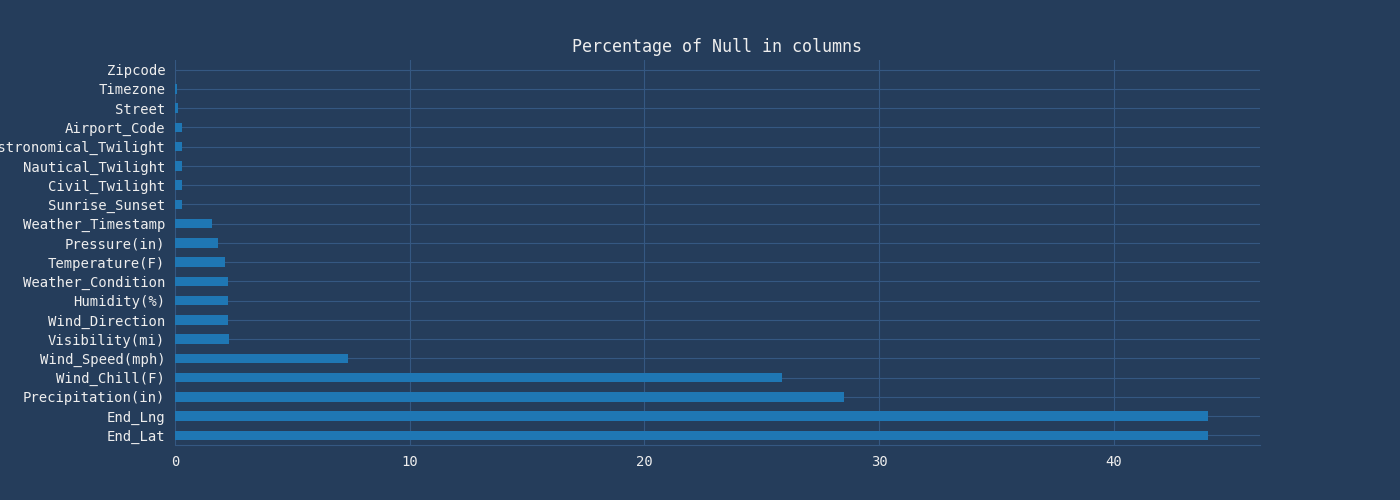 Percentage of Null in columns
Zipcode
Timezone
Street
Airport_Code
stronomical_Twilight
Nautical_Twilight
Civil_Twilight
Sunrise_Sunset
Weather_Timestamp
Pressure(in)
Temperature(F)
Weather_Condition
Humidity(%)
Wind_Direction
Visibility(mi)
Wind_Speed(mph)
Wind_Chill(F)
Precipitation(in)
End_Lng
End_Lat
0 10 20 30 40